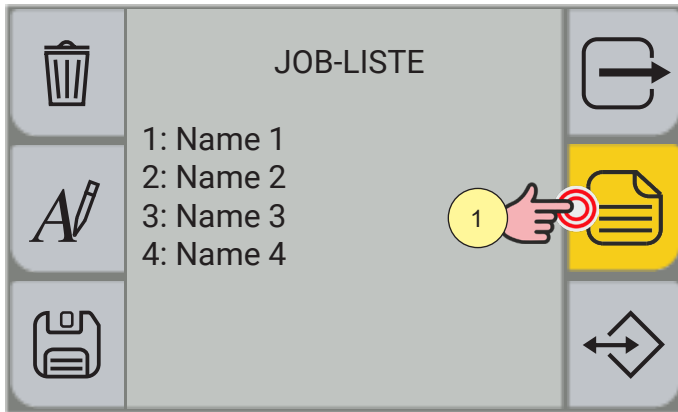 JOB-LISTE
1: Name 1
2: Name 2
3: Name 3
4: Name 4
1
A